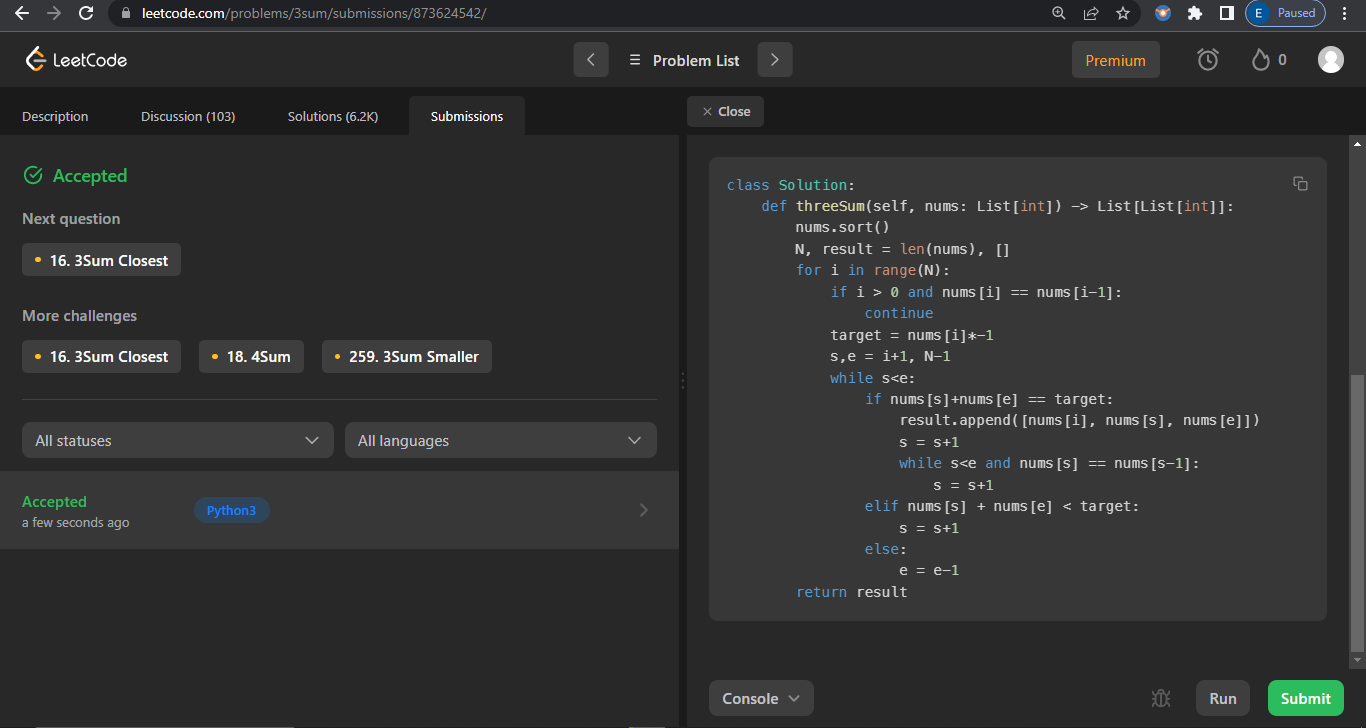 leetcode.com/problems/3sum/submissions/873624542/
E Paused
LeetCode
Problem List
Premium
0
Description
Discussion (103)
Solutions (6.2K)
Submissions
Close
Accepted
Next question
16. 3Sum Closest
More challenges
16. 3Sum Closest
18. 4Sum
259. 3Sum Smaller
All statuses
All languages
Accepted
a few seconds ago
Python3
class Solution:
    def threeSum(self, nums: List[int]) -> List[List[int]]:
        nums.sort()
        N, result = len(nums), []
        for i in range(N):
            if i > 0 and nums[i] == nums[i-1]:
                continue
            target = nums[i]*-1
            s,e = i+1, N-1
            while s<e:
                if nums[s]+nums[e] == target:
                    result.append([nums[i], nums[s], nums[e]])
                    s = s+1
                    while s<e and nums[s] == nums[s-1]:
                        s = s+1
                elif nums[s] + nums[e] < target:
                    s = s+1
                else:
                    e = e-1
        return result
Console
Run
Submit